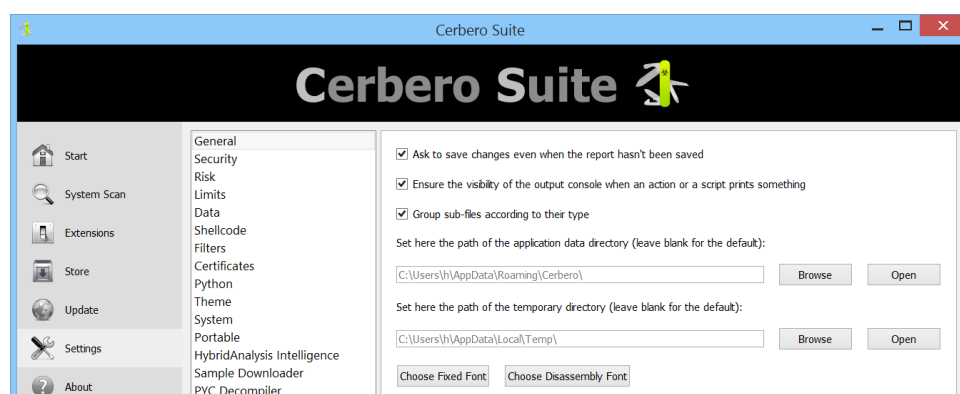 Cerbero Suite
Cerbero Suite
Start
System Scan
Extensions
Store
Update
Settings
About
General
Security
Risk
Limits
Data
Shellcode
Filters
Certificates
Python
Theme
System
Portable
HybridAnalysis Intelligence
Sample Downloader
PYC Decompiler
Ask to save changes even when the report hasn't been saved
Ensure the visibility of the output console when an action or a script prints something
Group sub-files according to their type
Set here the path of the application data directory (leave blank for the default):
C:\Users\h\AppData\Roaming\Cerbero\ Browse Open
Set here the path of the temporary directory (leave blank for the default):
C:\Users\h\AppData\Local\Temp\ Browse Open
Choose Fixed Font Choose Disassembly Font